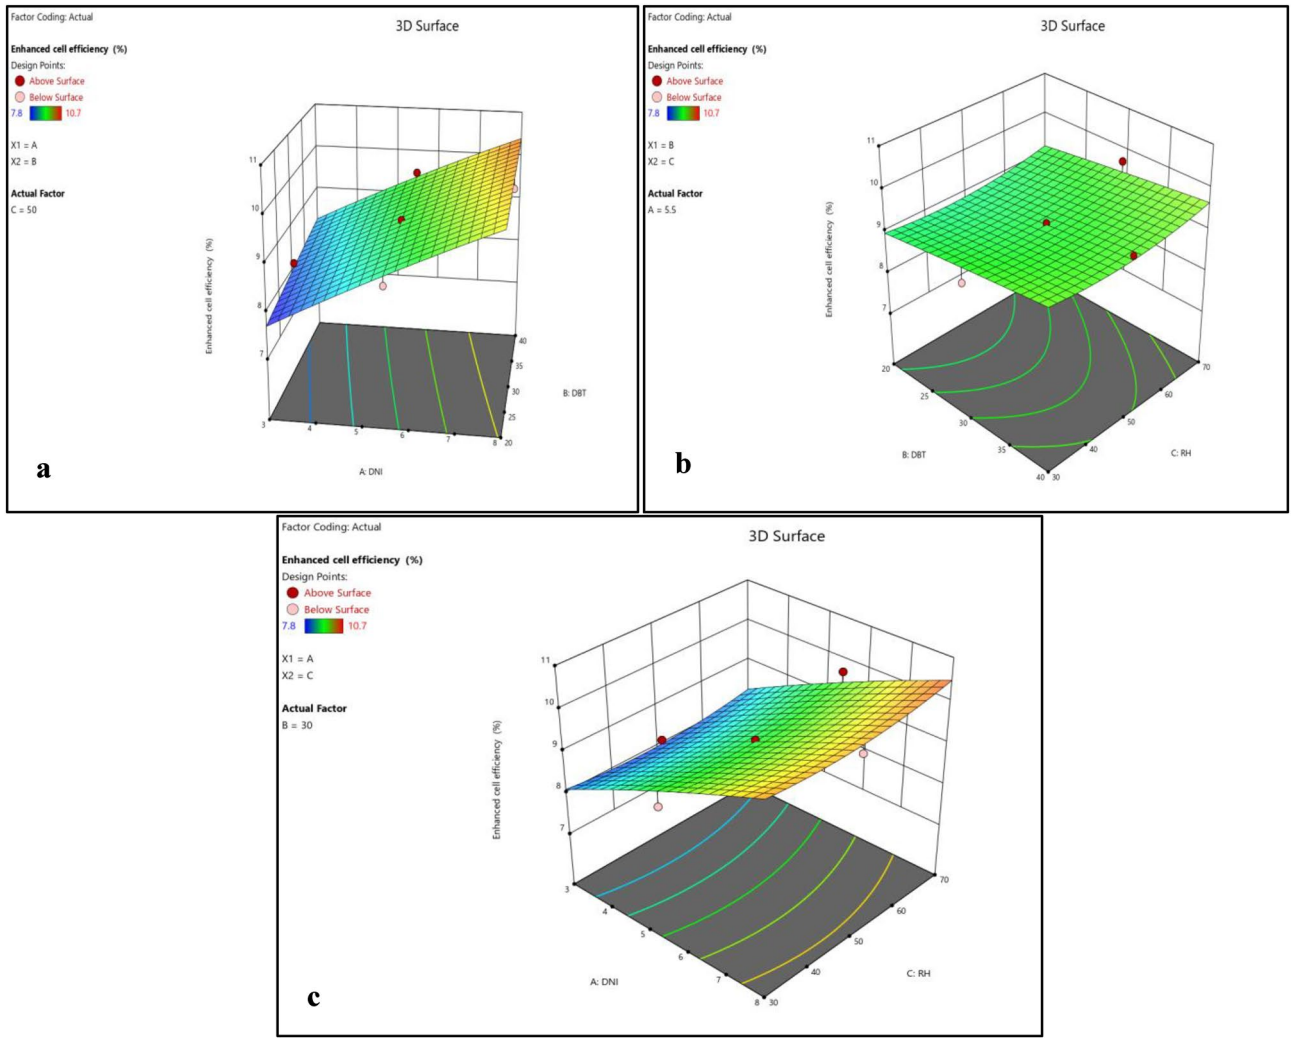 Factor Coding: Actual
3D Surface
Enhanced cell efficiency (%)
Design Points:
Above Surface
Below Surface
7.8 10.7
X1 = A
X2 = B
Actual Factor
C = 50
11
10
9
8
7
Enhanced cell efficiency (%)
3
4
5
6
7
8
20
25
30
35
40
A: DNI
B: DBT
a
Factor Coding: Actual
3D Surface
Enhanced cell efficiency (%)
Design Points:
Above Surface
Below Surface
7.8 10.7
X1 = B
X2 = C
Actual Factor
A = 5.5
11
10
9
8
7
Enhanced cell efficiency (%)
20
25
30
35
40
30
40
50
60
70
B: DBT
C: RH
b
Factor Coding: Actual
3D Surface
Enhanced cell efficiency (%)
Design Points:
Above Surface
Below Surface
7.8 10.7
X1 = A
X2 = C
Actual Factor
B = 30
11
10
9
8
7
Enhanced cell efficiency (%)
3
4
5
6
7
8
30
40
50
60
70
A: DNI
C: RH
c